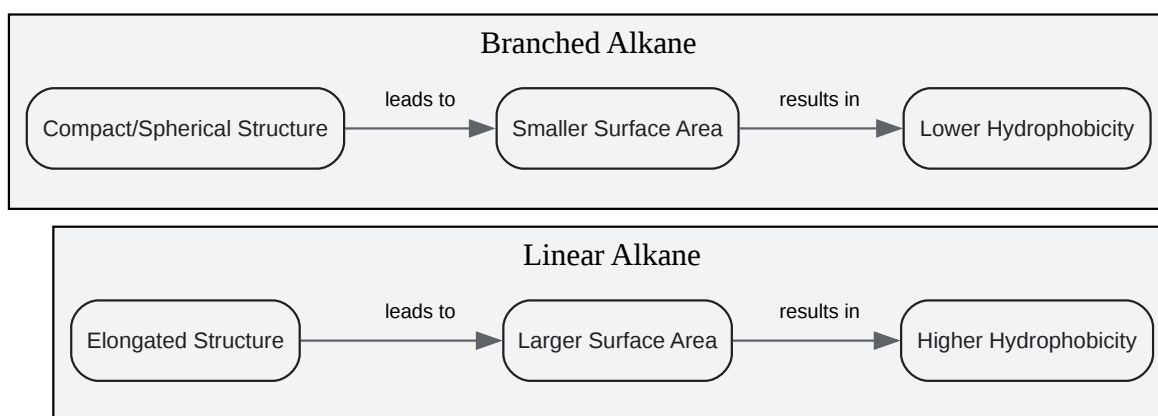 Branched Alkane
leads to
results in
Compact/Spherical Structure
Smaller Surface Area
Lower Hydrophobicity
Linear Alkane
leads to
results in
Elongated Structure
Larger Surface Area
Higher Hydrophobicity